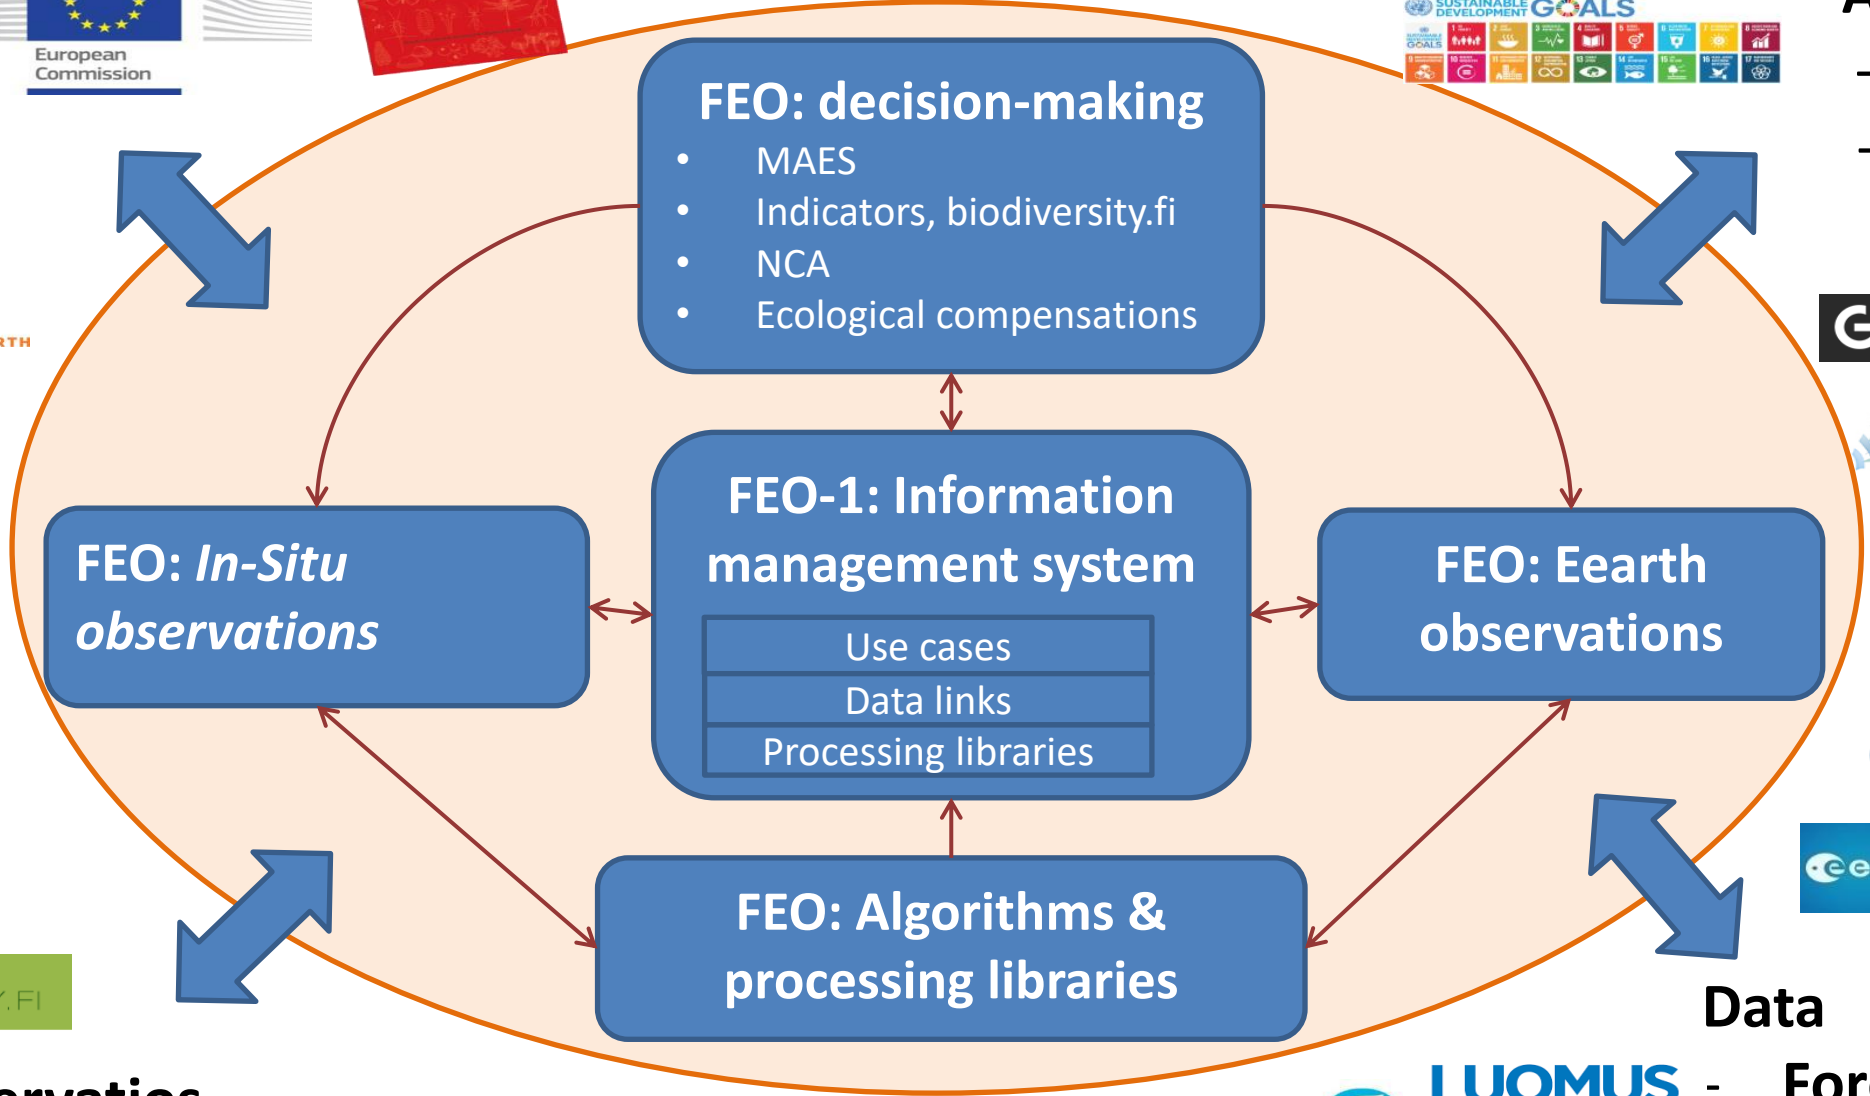 European
Commission
SUSTAINABLE
DEVELOPMENT GOALS
FEO: decision-making
• MAES
• Indicators, biodiversity.fi
• NCA
• Ecological compensations
FEO-1: Information
management system
Use cases
Data links
Processing libraries
FEO: In-Situ
observations
FEO: Eearth
observations
FEO: Algorithms &
processing libraries
RTH
.FI
Data
LUOMUS
-